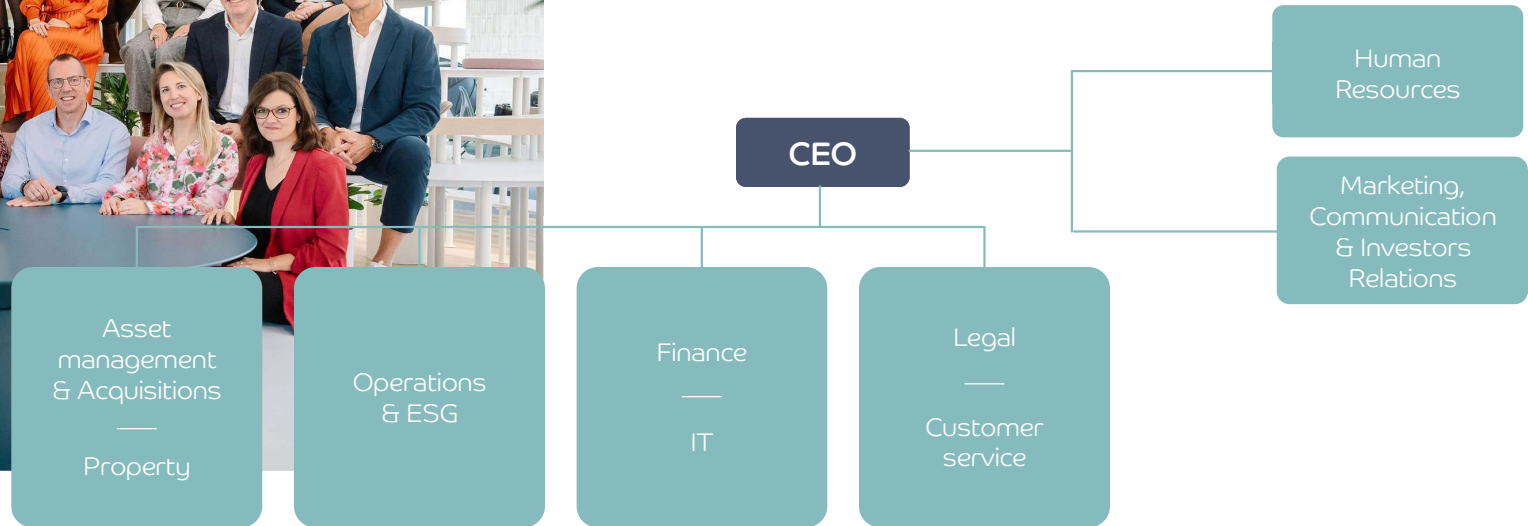 Human
Resources
CEO
Marketing,
Communication
& Investors
Relations
Asset
management
& Acquisitions
Property
Operations
& ESG
Finance
IT
Legal
Customer
service